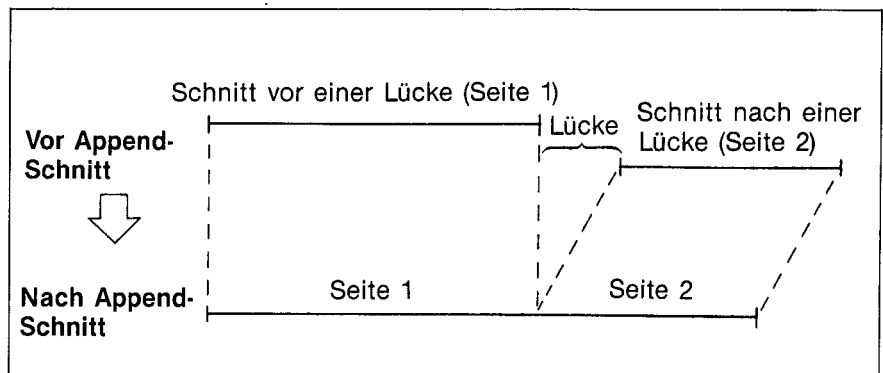 Schnitt vor einer Lücke (Seite 1)
Lücke
Schnitt nach einer
Lücke (Seite 2)
Vor Append-
Schnitt
Seite 1
Seite 2
Nach Append-
Schnitt